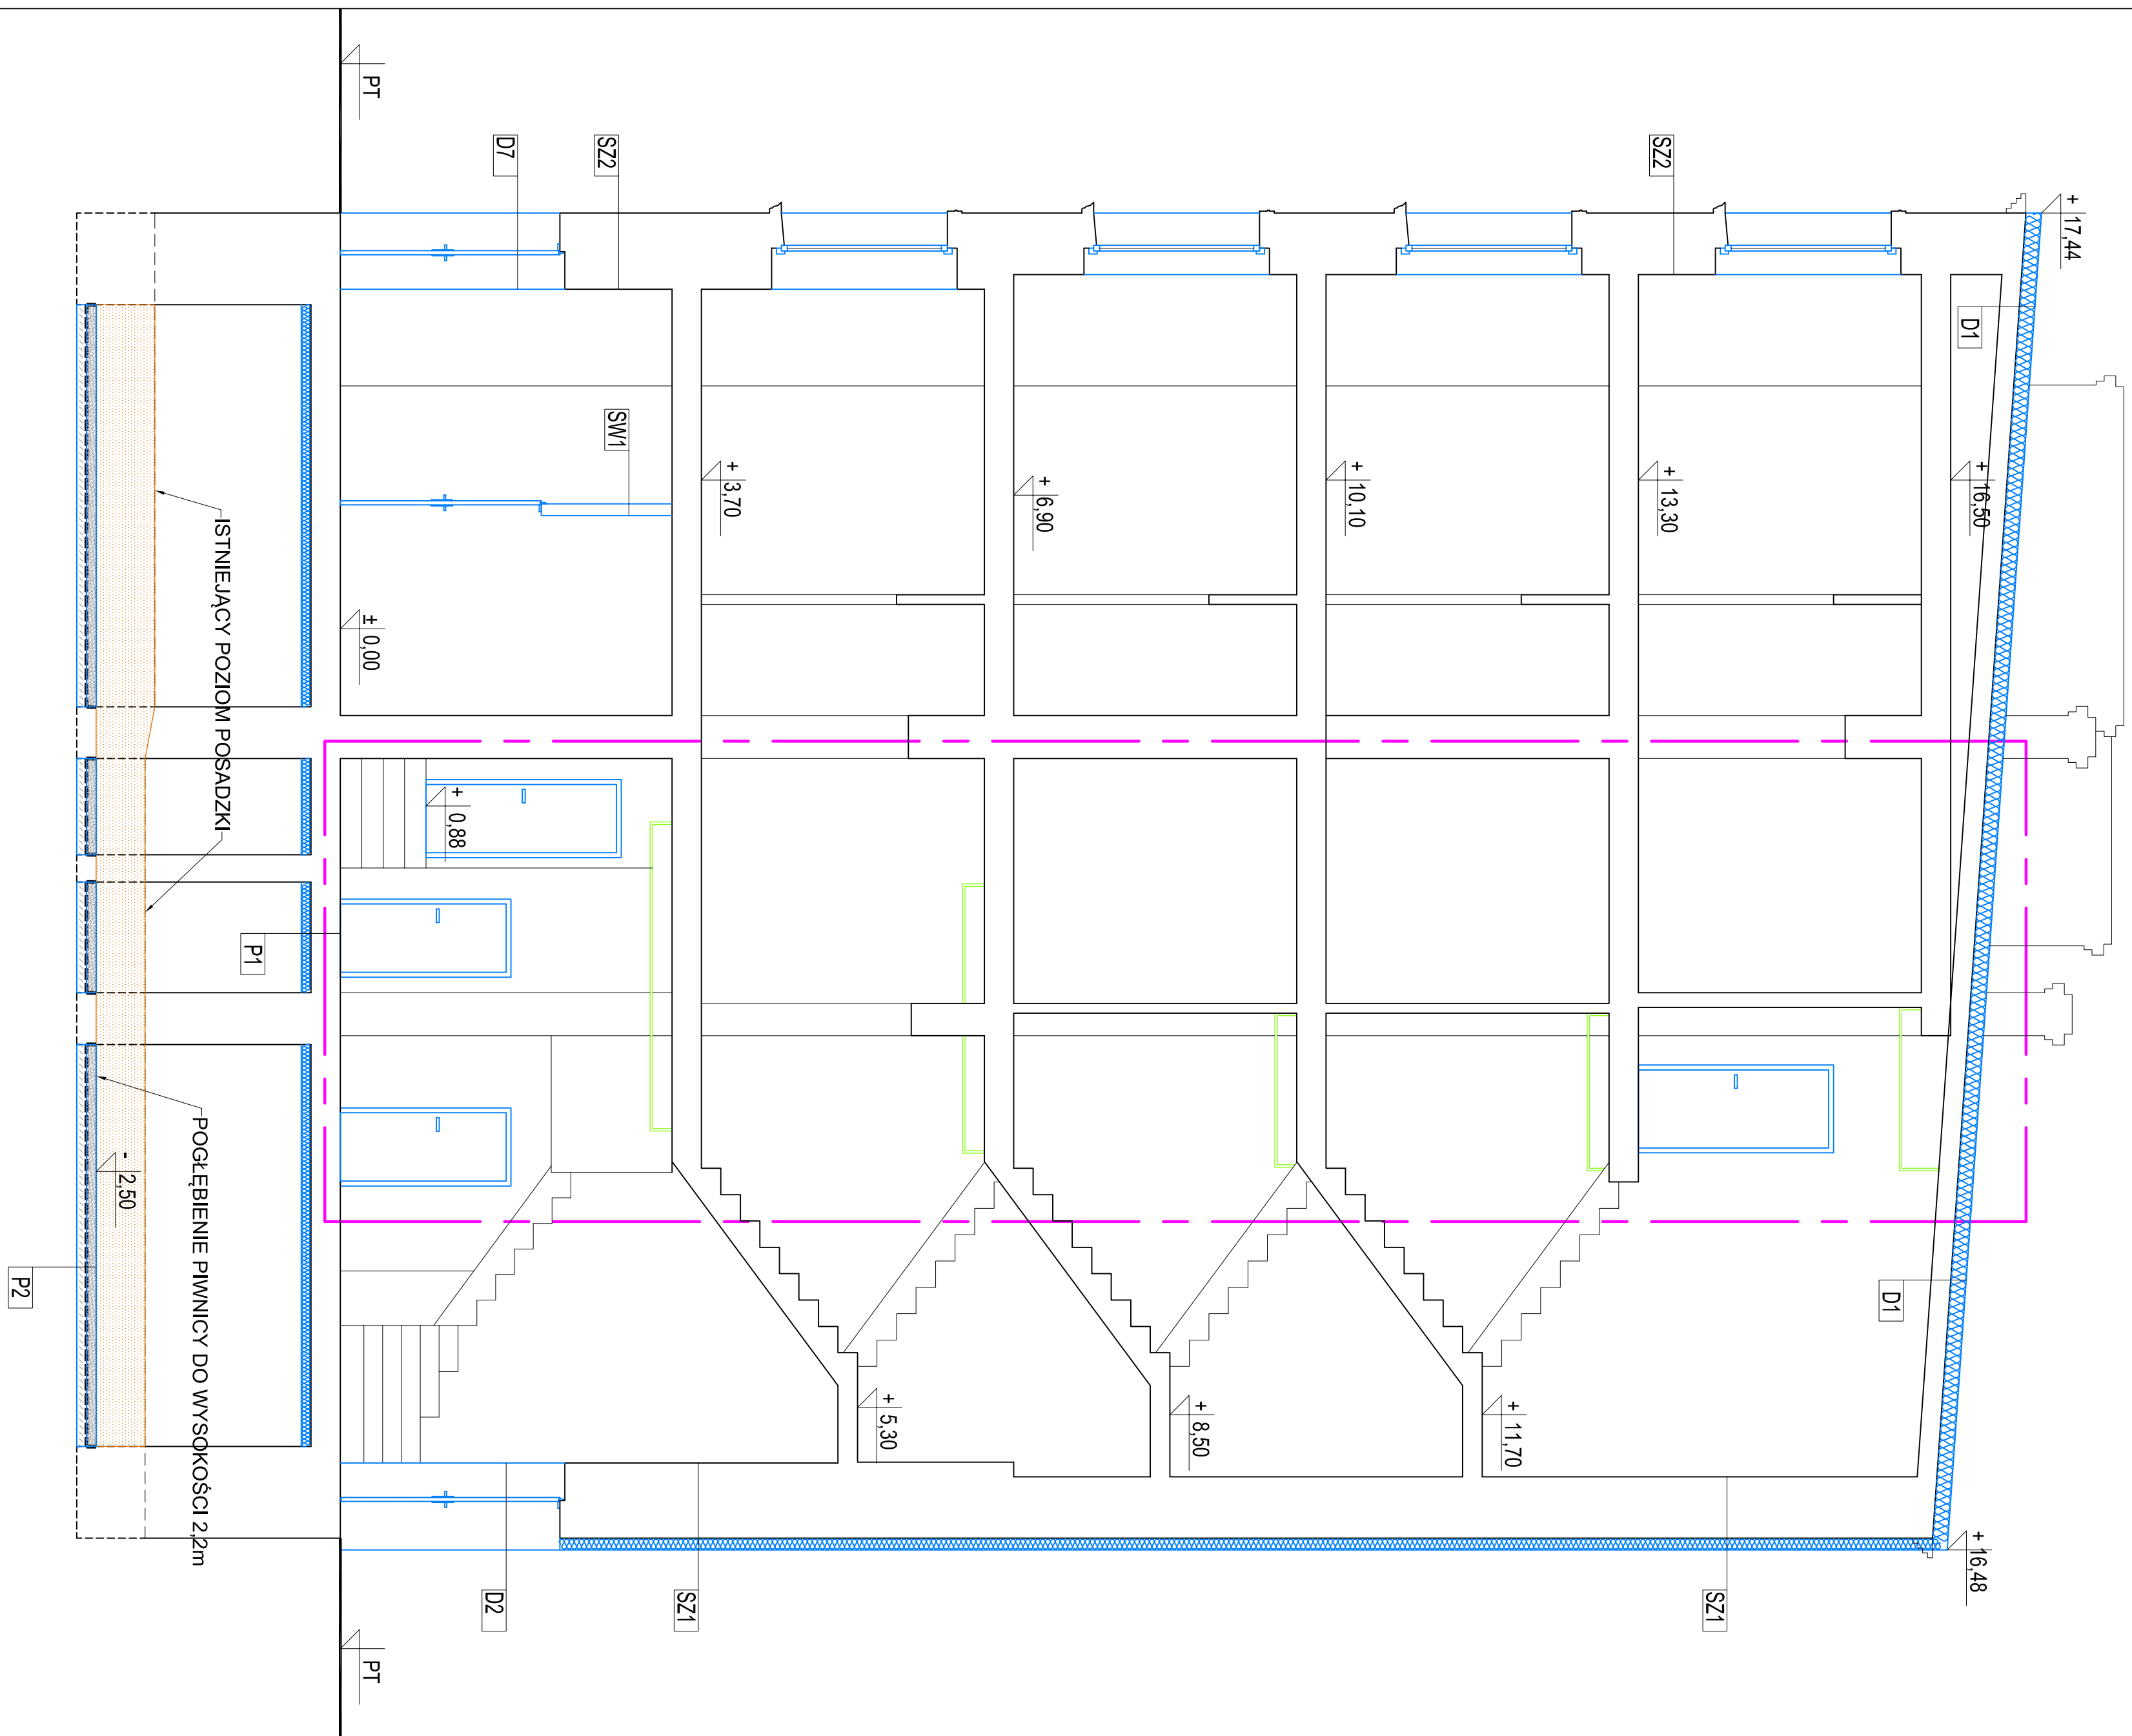 + 17,44
D1
+ 16,50
D1
+ 16,48
SZ2
+ 13,30
SZ1
+ 11,70
+ 10,10
+ 8,50
+ 6,90
+ 5,30
+ 3,70
SZ2
SW1
SZ1
D7
+ 0,88
D2
PT
± 0,00
PT
P1
ISTNIEJĄCY POZIOM POSADZKI
POGŁĘBIENIE PIWNICY DO WYSOKOŚCI 2,2m
- 2,50
P2